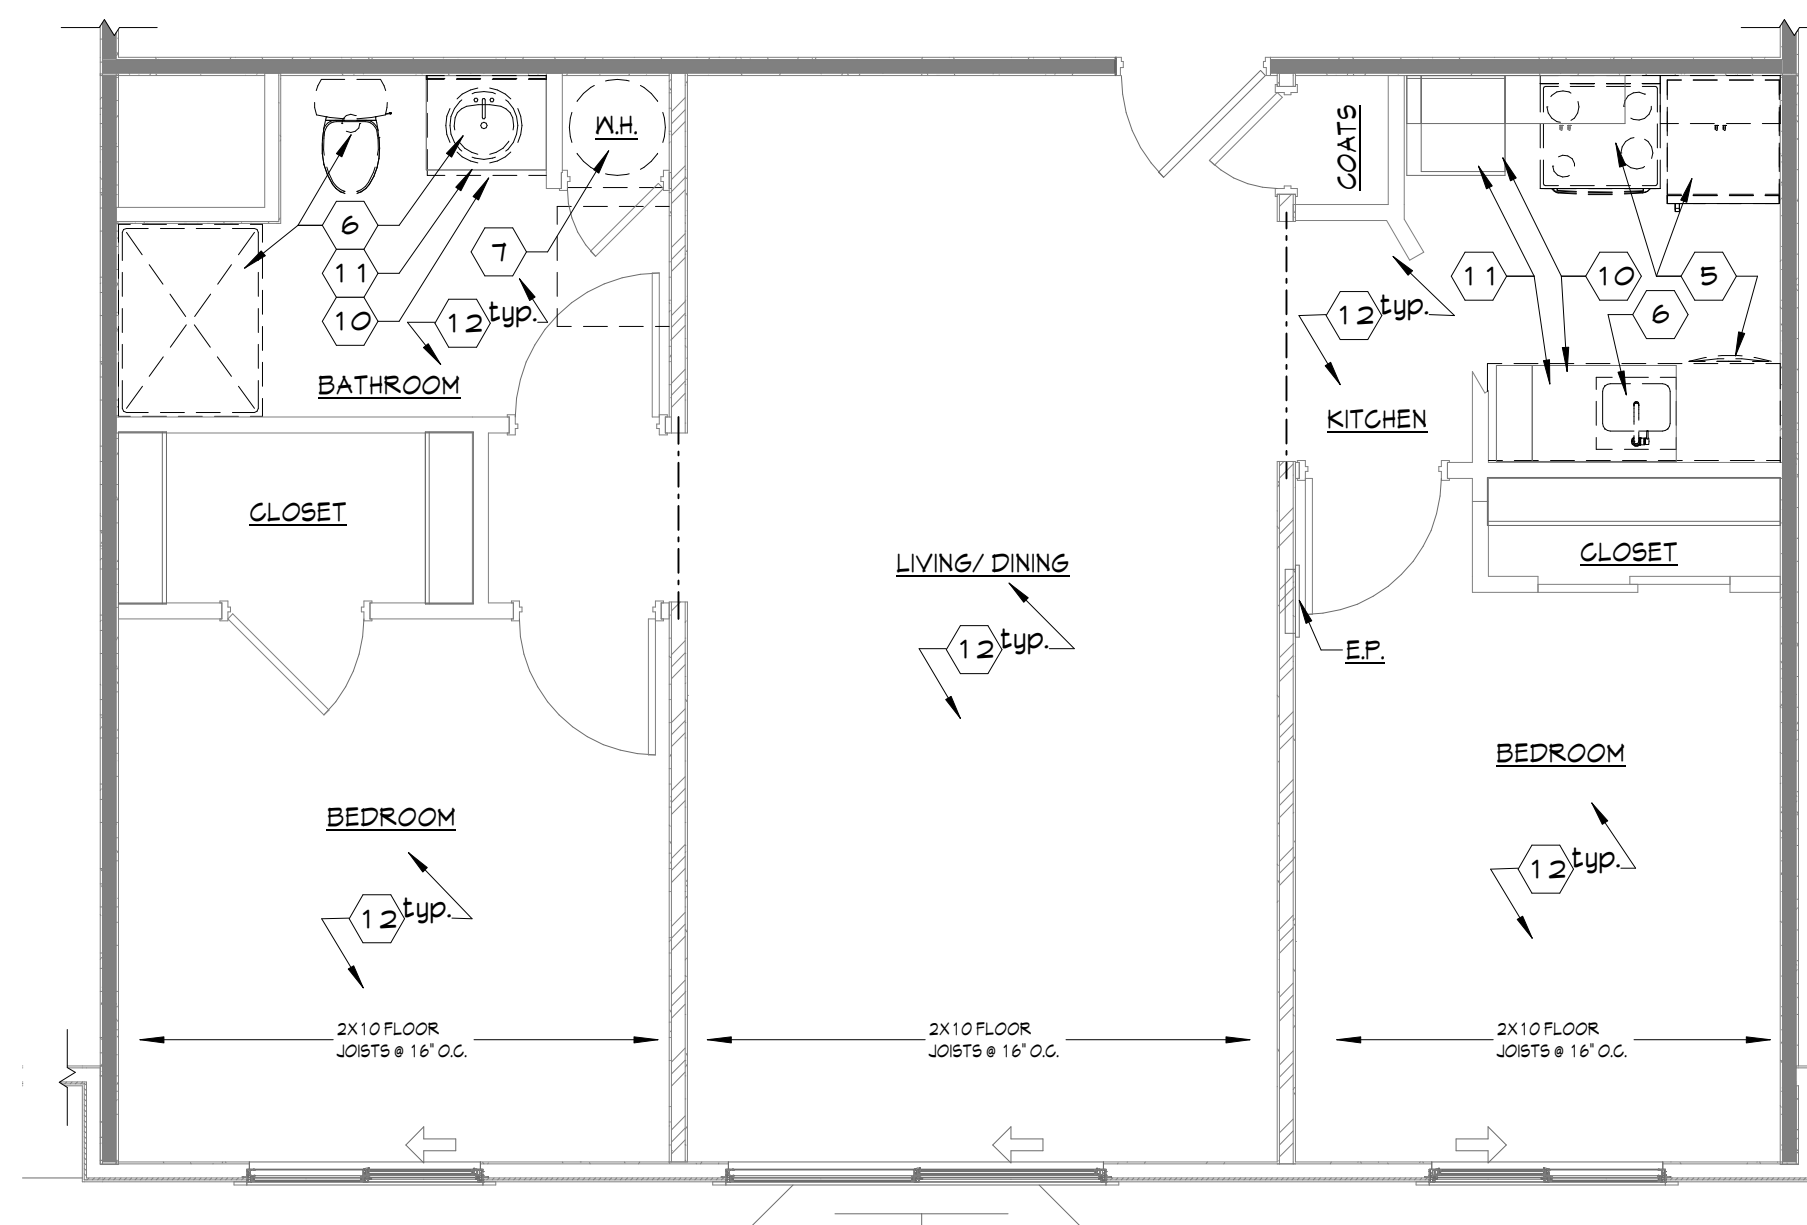 W.H.
COATS
6
7
11
10
12 typ.
BATHROOM
11
10
5
6
12 typ.
KITCHEN
CLOSET
CLOSET
LIVING/ DINING
12 typ.
E.P.
BEDROOM
12 typ.
BEDROOM
12 typ.
2X10 FLOOR
JOISTS @ 16" O.C.
2X10 FLOOR
JOISTS @ 16" O.C.
2X10 FLOOR
JOISTS @ 16" O.C.